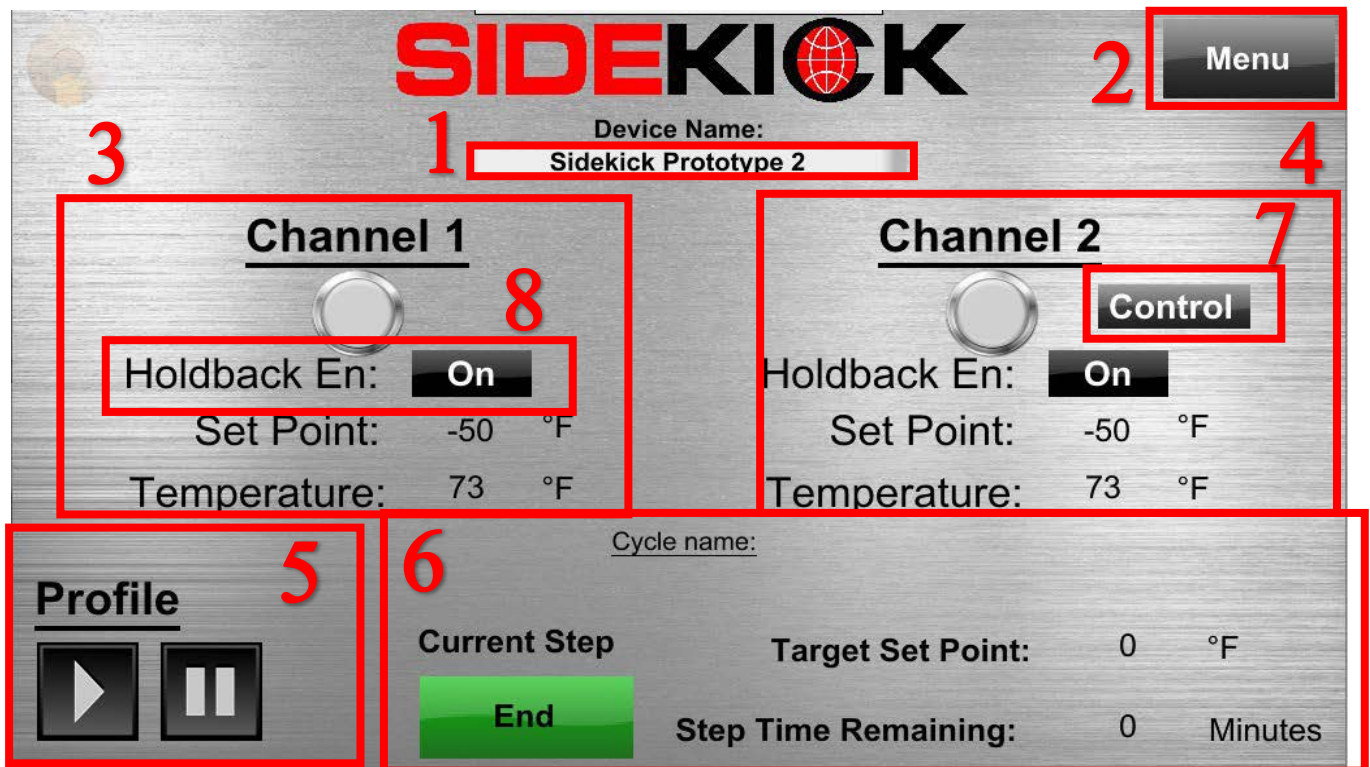 SIDEKICK
2
Menu
Device Name:
1
Sidekick Prototype 2
3
4
Channel 1
8
Holdback En: On
Set Point: -50 °F
Temperature: 73 °F
Channel 2
7
Control
Holdback En: On
Set Point: -50 °F
Temperature: 73 °F
5
Profile
6
Cycle name:
Current Step
End
Target Set Point: 0 °F
Step Time Remaining: 0 Minutes